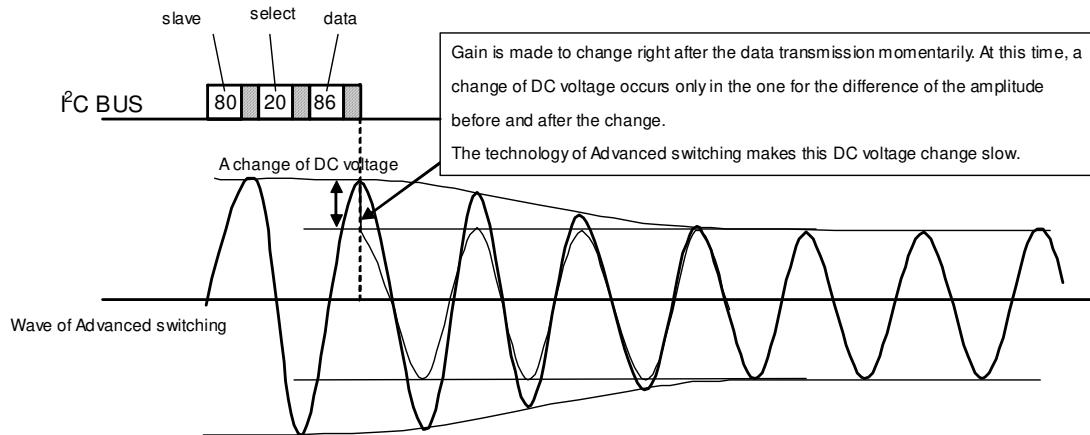 slave select data
I²C BUS 80 20 86
Gain is made to change right after the data transmission momentarily. At this time, a
change of DC voltage occurs only in the one for the difference of the amplitude
before and after the change.
The technology of Advanced switching makes this DC voltage change slow.
A change of DC voltage
Wave of Advanced switching